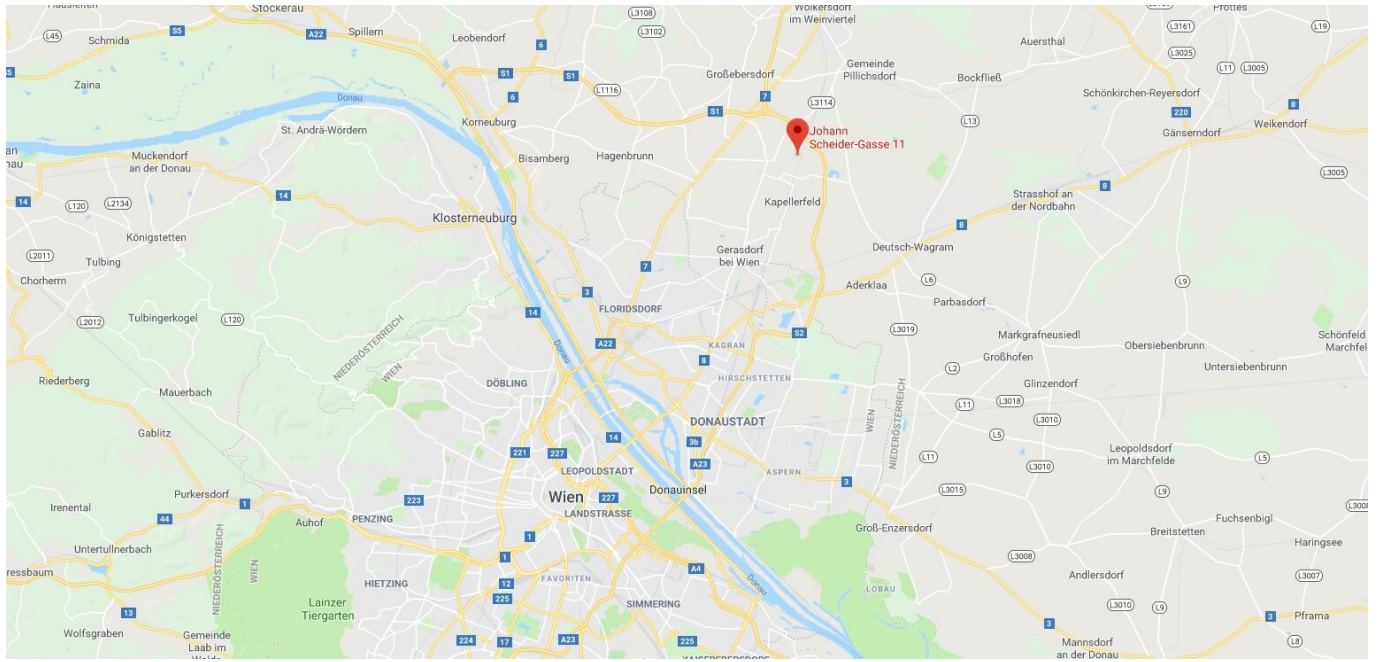 Stockerau
L3108
Wolkersdorf
im Weinviertel
Prottes
L45
Schmida
S5
A22
Spillern
Leobendorf
6
L3102
Auersthal
L3161
L19
L3025
Zaina
S1
S1
Großebersdorf
Gemeinde
Pillichsdorf
Bockfließ
L11
L3005
Donau
6
L1116
7
L3114
Schönkirchen-Reyersdorf
8
St. Andrä-Wördern
Korneuburg
S1
L13
220
Weikendorf
Johann
Scheider-Gasse 11
Gänserndorf
Muckendorf
an der Donau
Bisamberg
Hagenbrunn
L3005
14
14
8
L120
L2134
Klosterneuburg
Kapellerfeld
Strasshof an
der Nordbahn
8
Königstetten
L2011
Tulbing
Gerasdorf
bei Wien
Deutsch-Wagram
Chorherrn
7
L6
L9
3
Aderklaa
Parbasdorf
Tulbingerkogel
L120
14
FLORIDSDORF
L2012
S2
L3019
Markgrafneusiedl
Schönfeld
Marchfel
NIEDERÖSTERREICH
WIEN
Donau
A22
KAGRAN
Obersiebenbrunn
8
Großhofen
Untersiebenbrunn
Riederberg
Mauerbach
DÖBLING
HIRSCHSTETTEN
L2
Glinzendorf
L11
L3018
L3010
Gablitz
DONAUSTADT
WIEN
NIEDERÖSTERREICH
14
3b
L5
221
227
L11
Leopoldsdorf
im Marchfelde
L5
LEOPOLDSTADT
A23
ASPERN
L3010
3
Purkersdorf
1
223
Wien
227
Donauinsel
L3015
L9
Irenental
44
Auhof
PENZING
LANDSTRASSE
Groß-Enzersdorf
Fuchsenbigl
L3008
Untertullnerbach
1
Breitstetten
Haringsee
1
L3008
ressbaum
NIEDERÖSTERREICH
WIEN
HIETZING
12
FAVORITEN
A4
Donau
LOBAU
Andlersdorf
L3007
225
Lainzer
Tiergarten
SIMMERING
L3010
L9
13
3
3
Pframa
Wolfsgraben
Gemeinde
Laab im
224
17
A23
225
Mannsdorf
an der Donau
L8